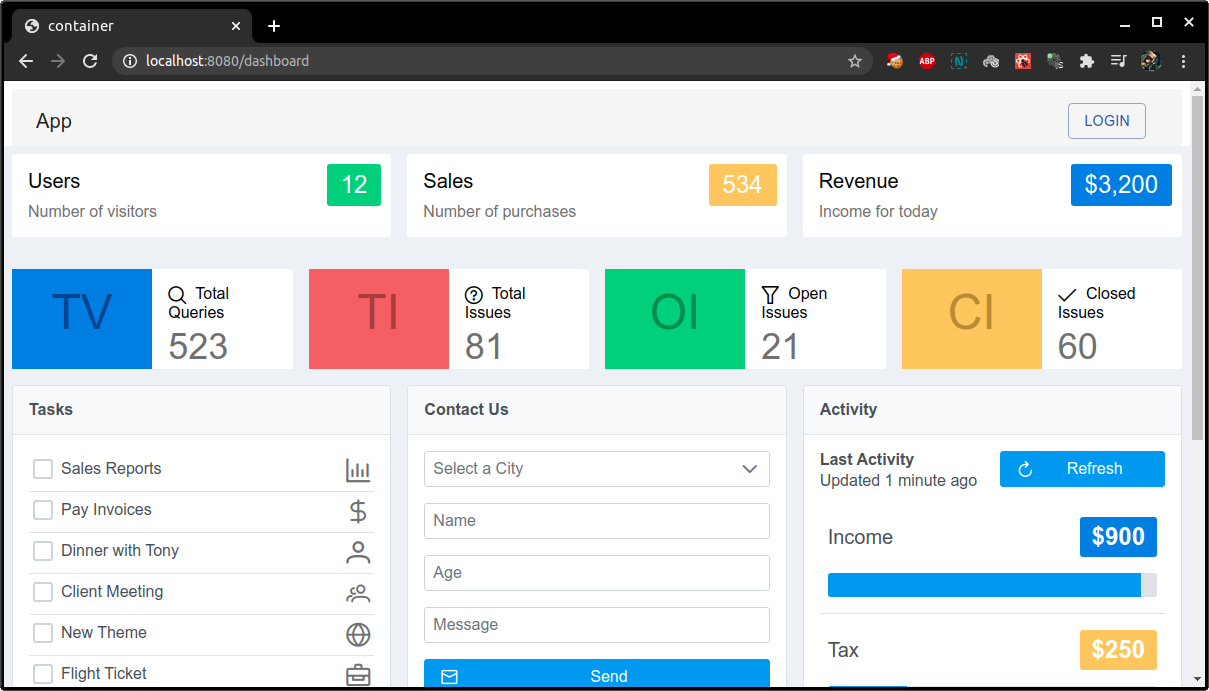 container
localhost:8080/dashboard
ABP
N
App
LOGIN
Users
12
Number of visitors
Sales
534
Number of purchases
Revenue
$3,200
Income for today
TV
Total
Queries
523
TI
Total
Issues
81
OI
Open
Issues
21
CI
Closed
Issues
60
Tasks
Sales Reports
Pay Invoices
Dinner with Tony
Client Meeting
New Theme
Flight Ticket
Contact Us
Select a City
Name
Age
Message
Send
Activity
Last Activity
Updated 1 minute ago
Refresh
Income
$900
Tax
$250